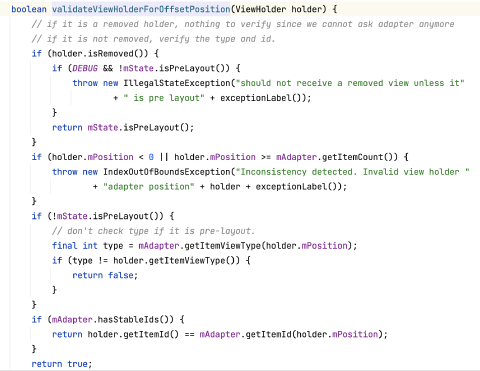 boolean validateViewHolderForOffsetPosition(ViewHolder holder) {
// if it is a removed holder, nothing to verify since we cannot ask adapter anymore
// if it is not removed, verify the type and id.
if (holder.isRemoved()) {
if (DEBUG && !mState.isPreLayout()) {
throw new IllegalStateException("should not receive a removed view unless it"
+ " is pre layout" + exceptionLabel());
}
return mState.isPreLayout();
}
if (holder.mPosition < 0 || holder.mPosition >= mAdapter.getItemCount()) {
throw new IndexOutOfBoundsException("Inconsistency detected. Invalid view holder "
+ "adapter position" + holder + exceptionLabel());
}
if (!mState.isPreLayout()) {
// don't check type if it is pre-layout.
final int type = mAdapter.getItemViewType(holder.mPosition);
if (type != holder.getItemViewType()) {
return false;
}
}
if (mAdapter.hasStableIds()) {
return holder.getItemId() == mAdapter.getItemId(holder.mPosition);
}
return true;